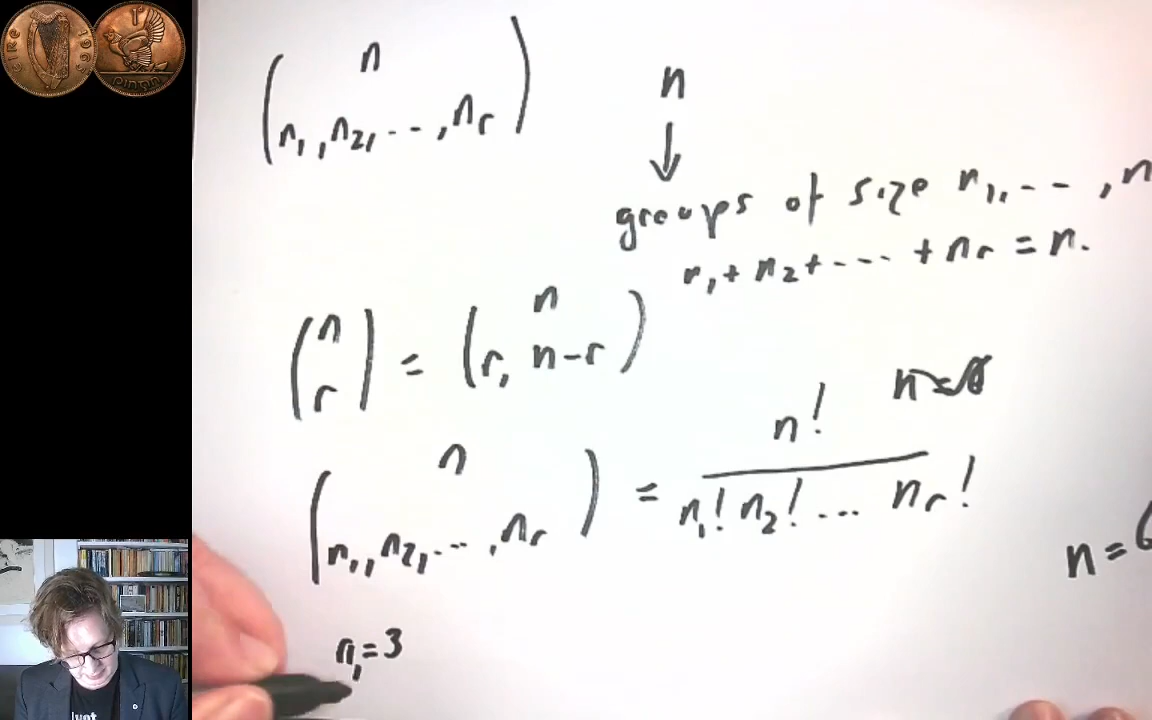 ÉIRE 1965
1ᵈ
PINGIN
n
n₁, n₂, ..., nᵣ
n
↓
groups of size n₁, ..., n
n₁ + n₂ + ... + nᵣ = n.
(n r) = (n r, n-r)
(n n₁, n₂, ..., nᵣ) = n! / n₁! n₂! ... nᵣ!
n = 6
n₁ = 3